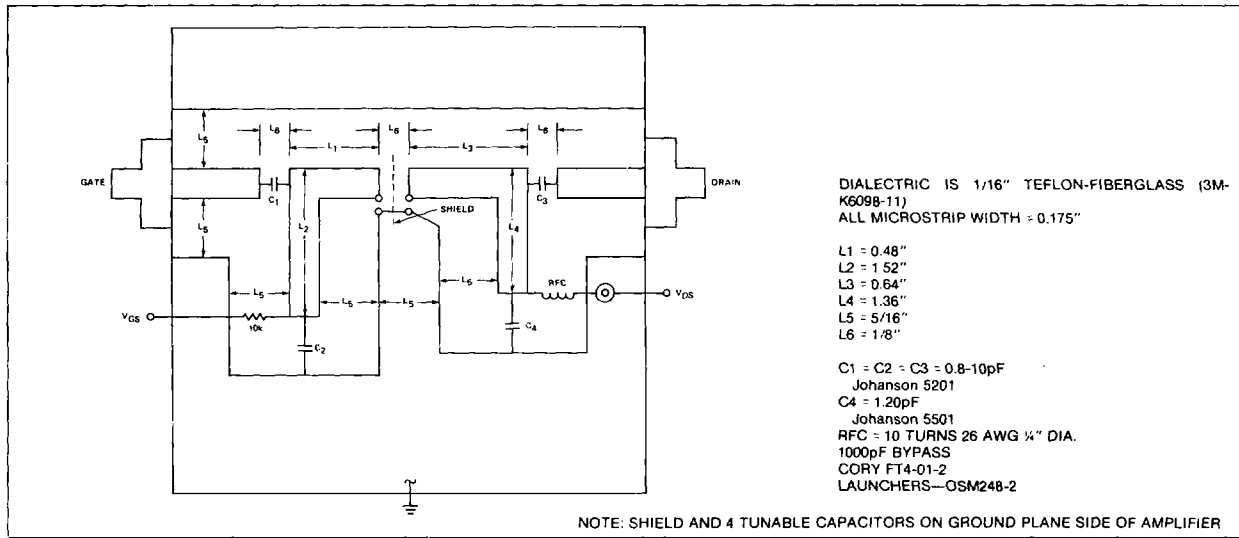 L5
L6
L1
L6
L3
L6
GATE
C1
C3
DRAIN
SHIELD
L5
L2
L4
L5
RFC
L5
L5
L5
VGS
10k
C2
C4
VDS
DIALECTRIC IS 1/16" TEFLON-FIBERGLASS (3M-
K6098-11)
ALL MICROSTRIP WIDTH = 0.175"
L1 = 0.48"
L2 = 1 52"
L3 = 0.64"
L4 = 1.36"
L5 = 5/16"
L6 = 1/8"
C1 = C2 = C3 = 0.8-10pF
Johanson 5201
C4 = 1.20pF
Johanson 5501
RFC = 10 TURNS 26 AWG ¼" DIA.
1000pF BYPASS
CORY FT4-01-2
LAUNCHERS—OSM248-2
NOTE: SHIELD AND 4 TUNABLE CAPACITORS ON GROUND PLANE SIDE OF AMPLIFIER